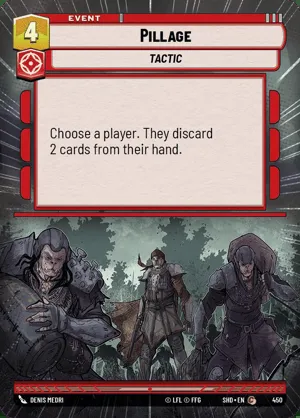 4
EVENT
PILLAGE
TACTIC
Choose a player. They discard
2 cards from their hand.
DENIS MEDRI
© LFL © FFG
SHD • EN
C
450